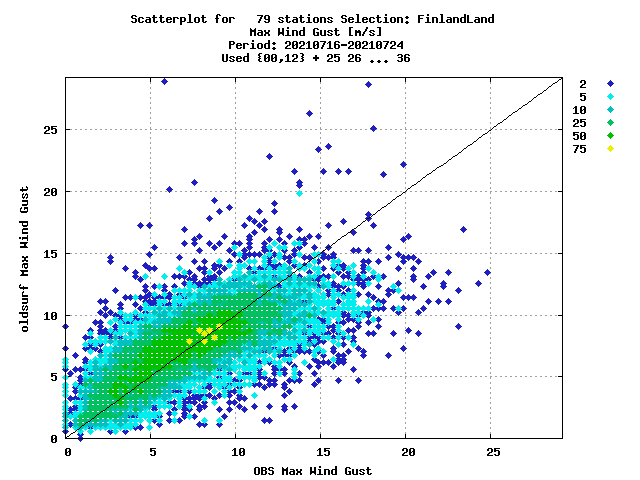 Scatterplot for 79 stations Selection: FinlandLand
Max Wind Gust [m/s]
Period: 20210716-20210724
Used {00,12} + 25 26 ... 36
2
5
10
25
50
75
oldsurf Max Wind Gust
25
20
15
10
5
0
0 5 10 15 20 25
OBS Max Wind Gust